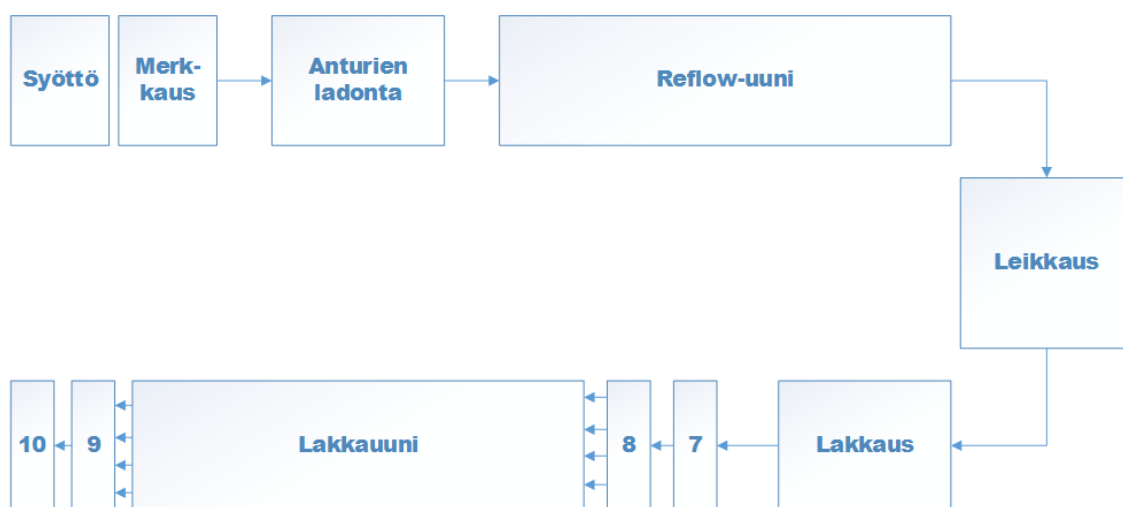 Syöttö
Merk-
kaus
Anturien
ladonta
Reflow-uuni
Leikkaus
10
9
Lakkauuni
8
7
Lakkaus